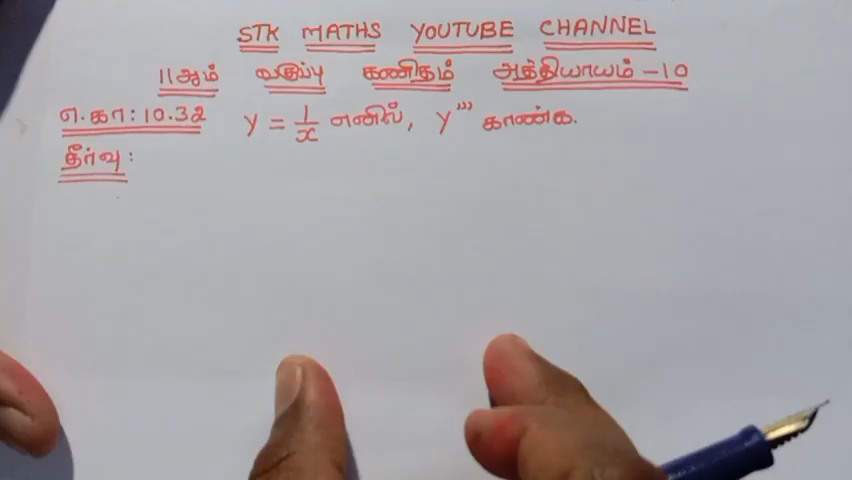 STK MATHS YOUTUBE CHANNEL
11ஆம் வகுப்பு கணிதம் அத்தியாயம் - 10
எ.கா : 10.32 y = 1/x எனில், y''' காண்க.
தீர்வு :